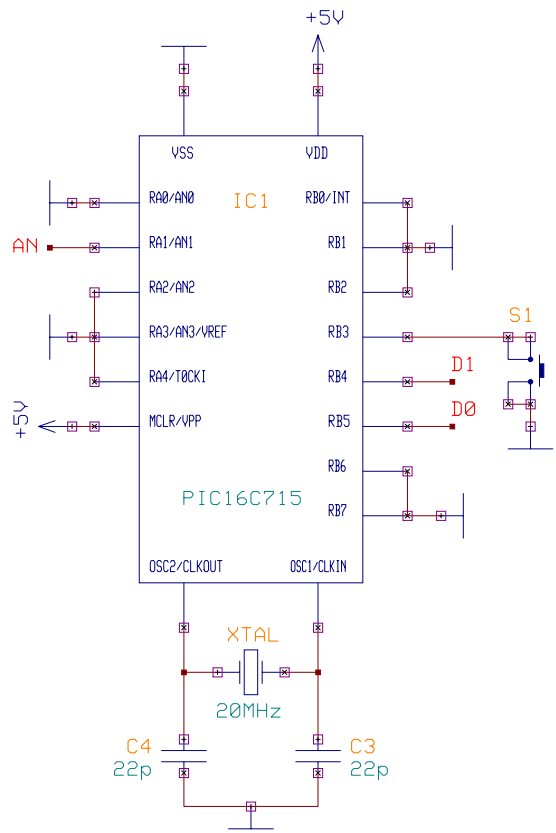 +5V
VSS
VDD
RA0/AN0
IC1
RB0/INT
AN
RA1/AN1
RB1
RA2/AN2
RB2
S1
RA3/AN3/VREF
RB3
D1
RA4/T0CKI
RB4
+5V
MCLR/VPP
D0
RB5
RB6
PIC16C715
RB7
OSC2/CLKOUT
OSC1/CLKIN
XTAL
20MHz
C4
C3
22p
22p